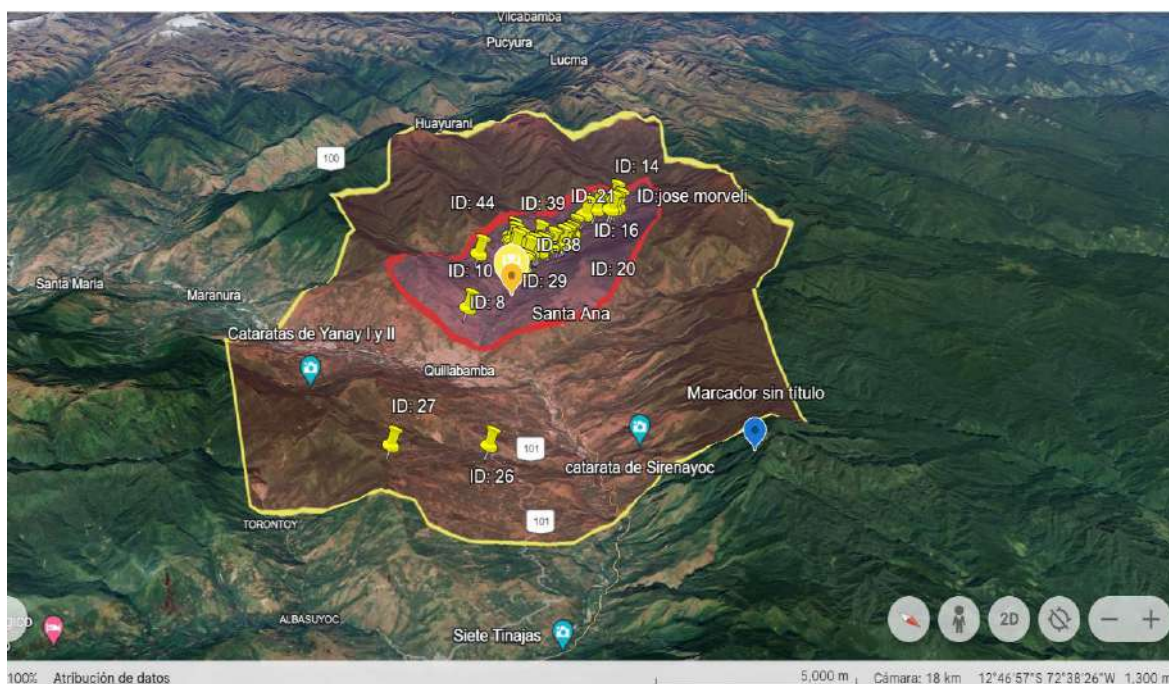 Vilcabamba
Pucyura
Lucma
Huayurani
100
ID: 14
ID: 44
ID: 39
ID: 21
ID:jose morveli
ID: 16
ID: 38
ID: 10
ID: 29
ID: 20
Santa Maria
Maranura
ID: 8
Santa Ana
Cataratas de Yanay I y II
Quillabamba
Marcador sin título
ID: 27
101
catarata de Sirenayoc
ID: 26
101
TORONTOY
ALBASUYOC
gico
Siete Tinajas
2D
100% Atribución de datos
5,000 m
Cámara: 18 km
12°46'57"S 72°38'26"W
1,300 m